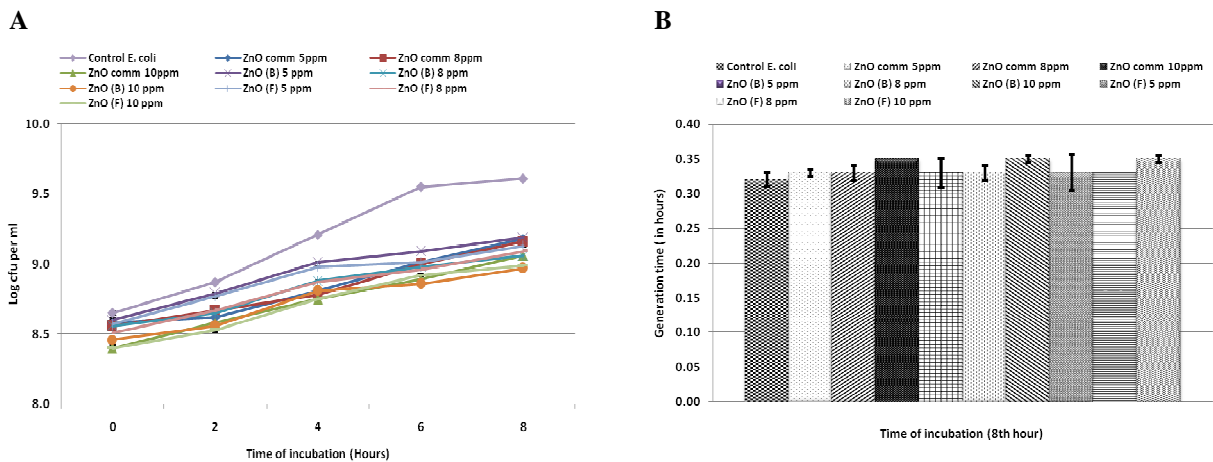 A
Control E. coli ZnO comm 5ppm ZnO comm 8ppm
ZnO comm 10ppm ZnO (B) 5 ppm ZnO (B) 8 ppm
ZnO (B) 10 ppm ZnO (F) 5 ppm ZnO (F) 8 ppm
ZnO (F) 10 ppm
Log cfu per ml
10.0
9.5
9.0
8.5
8.0
0 2 4 6 8
Time of incubation (Hours)
B
Control E. coli ZnO comm 5ppm ZnO comm 8ppm ZnO comm 10ppm
ZnO (B) 5 ppm ZnO (B) 8 ppm ZnO (B) 10 ppm ZnO (F) 5 ppm
ZnO (F) 8 ppm ZnO (F) 10 ppm
Generation time ( in hours)
0.40
0.35
0.30
0.25
0.20
0.15
0.10
0.05
0.00
Time of incubation (8th hour)